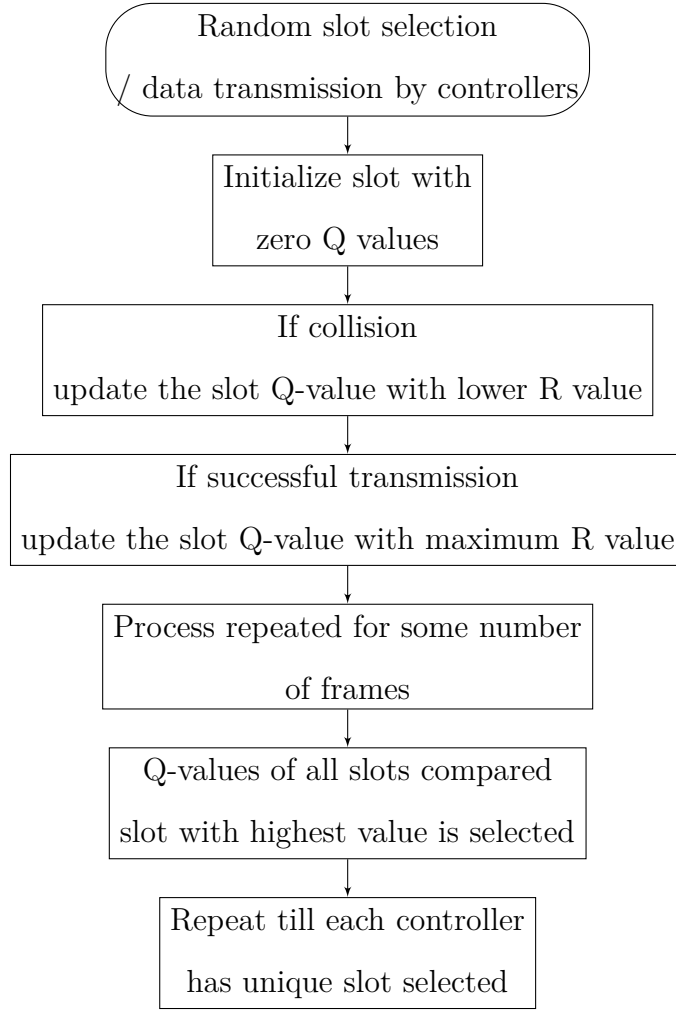 Random slot selection
/ data transmission by controllers
Initialize slot with
zero Q values
If collision
update the slot Q-value with lower R value
If successful transmission
update the slot Q-value with maximum R value
Process repeated for some number
of frames
Q-values of all slots compared
slot with highest value is selected
Repeat till each controller
has unique slot selected